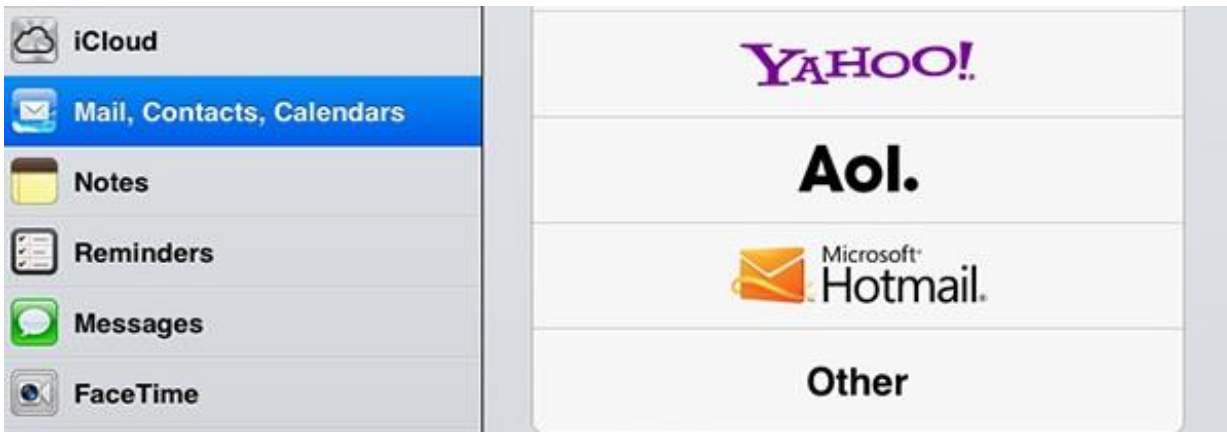 iCloud
Mail, Contacts, Calendars
Notes
Reminders
Messages
FaceTime
YAHOO!
Aol.
Microsoft
Hotmail.
Other